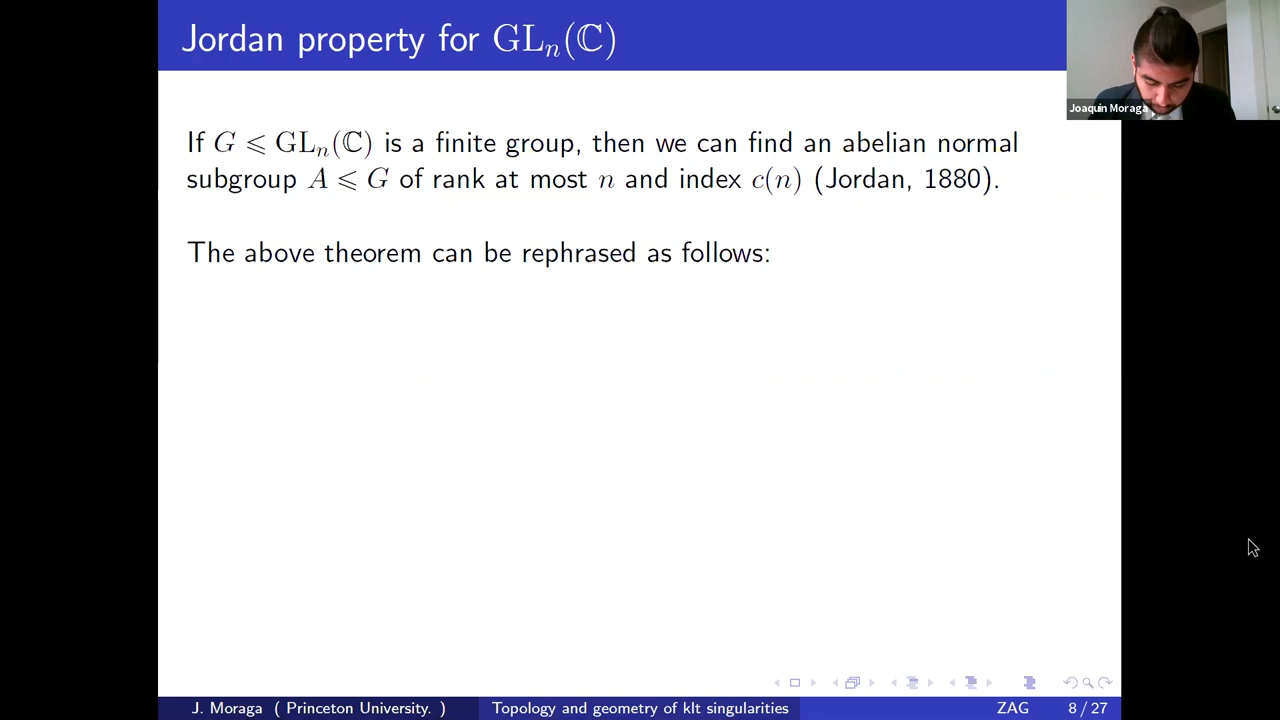 Jordan property for GLₙ(ℂ)
Joaquín Moraga
If G ⩽ GLₙ(ℂ) is a finite group, then we can find an abelian normal
subgroup A ⩽ G of rank at most n and index c(n) (Jordan, 1880).
The above theorem can be rephrased as follows:
J. Moraga ( Princeton University. ) Topology and geometry of klt singularities ZAG 8 / 27